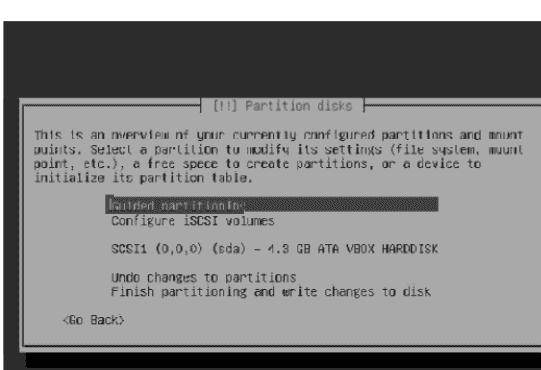 [!!] Partition disks
This is an overview of your currently configured partitions and mount
points. Select a partition to modify its settings (file system, mount
point, etc.), a free space to create partitions, or a device to
initialize its partition table.
Guided partitioning
Configure iSCSI volumes
SCSI1 (0,0,0) (sda) - 4.3 GB ATA VBOX HARDDISK
Undo changes to partitions
Finish partitioning and write changes to disk
<Go Back>